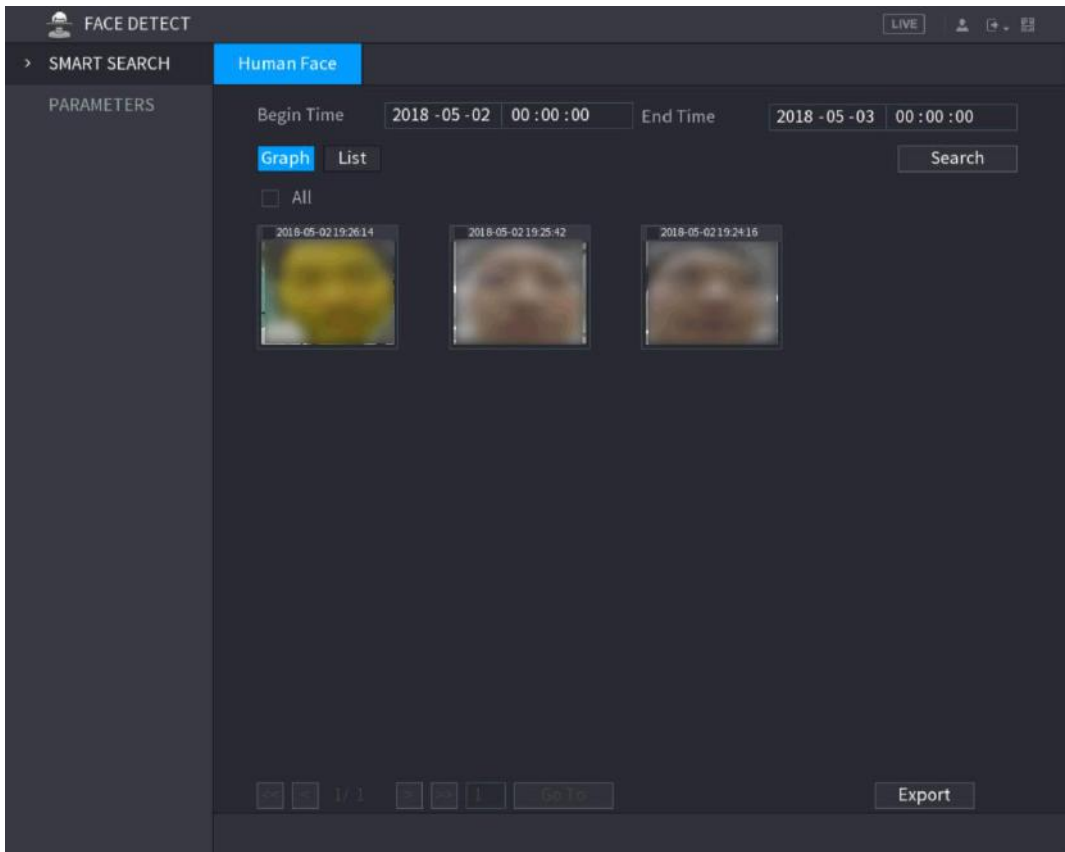 FACE DETECT LIVE
> SMART SEARCH Human Face
PARAMETERS
Begin Time 2018 - 05 - 02 00 : 00 : 00 End Time 2018 - 05 - 03 00 : 00 : 00
Graph List Search
All
2018-05-02 19:26:14 2018-05-02 19:25:42 2018-05-02 19:24:16
<< < 1/ 1 > >> 1 Go To Export